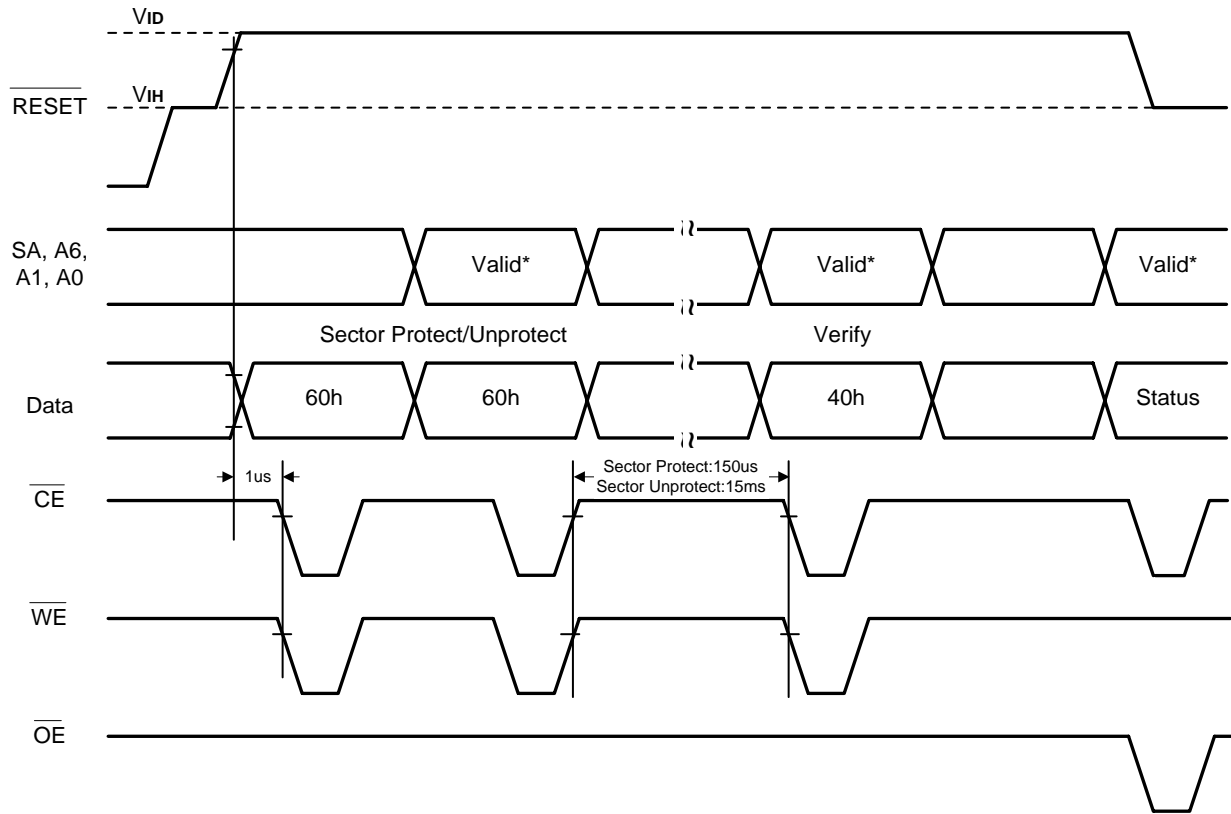 VID
RESET
VIH
SA, A6,
A1, A0
Valid*
Valid*
Valid*
Sector Protect/Unprotect
Verify
Data
60h
60h
40h
Status
1us
Sector Protect:150us
Sector Unprotect:15ms
CE
WE
OE